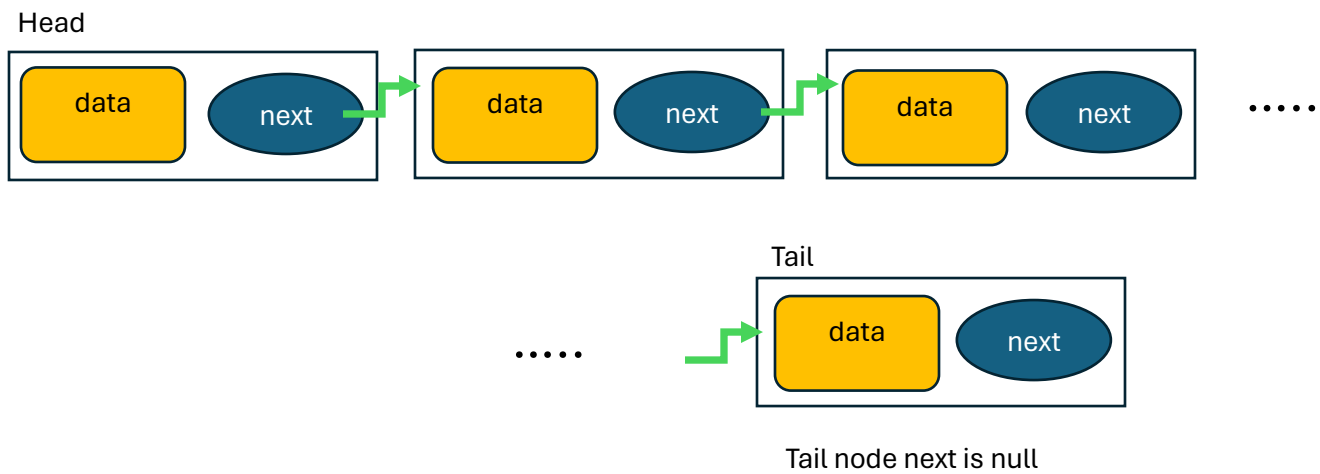 Head
data
next
data
next
data
next
.....
Tail
.....
data
next
Tail node next is null